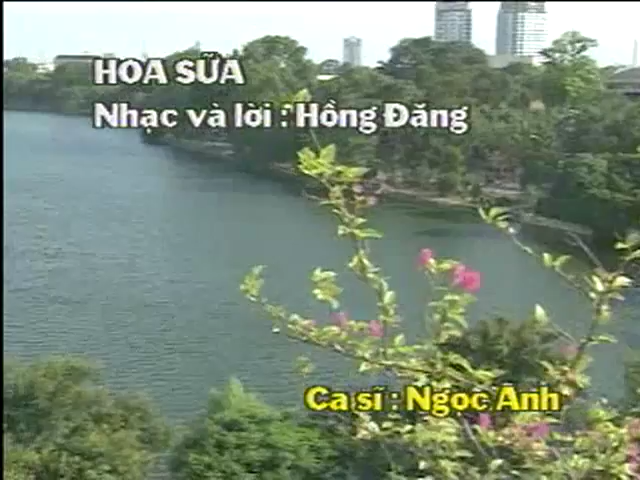 HOA SỮA
Nhạc và lời : Hồng Đăng
Ca sĩ : Ngọc Anh